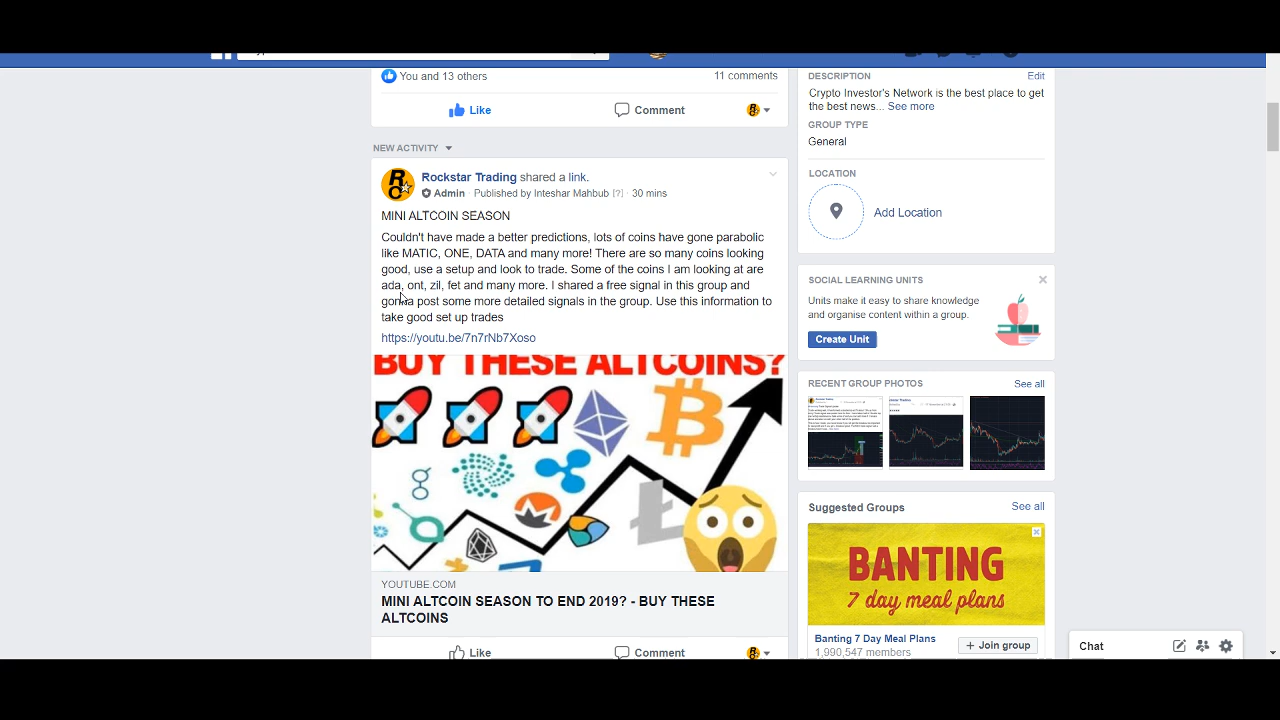 You and 13 others
11 comments
Like
Comment
NEW ACTIVITY
Rockstar Trading shared a link.
Admin · Published by Inteshar Mahbub [?] · 30 mins
MINI ALTCOIN SEASON
Couldn't have made a better predictions, lots of coins have gone parabolic
like MATIC, ONE, DATA and many more! There are so many coins looking
good, use a setup and look to trade. Some of the coins I am looking at are
ada, ont, zil, fet and many more. I shared a free signal in this group and
gonna post some more detailed signals in the group. Use this information to
take good set up trades
https://youtu.be/7n7rNb7Xoso
BUY THESE ALTCOINS?
YOUTUBE.COM
MINI ALTCOIN SEASON TO END 2019? - BUY THESE
ALTCOINS
Like
Comment
DESCRIPTION
Edit
Crypto Investor's Network is the best place to get
the best news... See more
GROUP TYPE
General
LOCATION
Add Location
SOCIAL LEARNING UNITS
Units make it easy to share knowledge
and organise content within a group.
Create Unit
RECENT GROUP PHOTOS
See all
Suggested Groups
See all
BANTING
7 day meal plans
Banting 7 Day Meal Plans
1,990,547 members
+ Join group
Chat